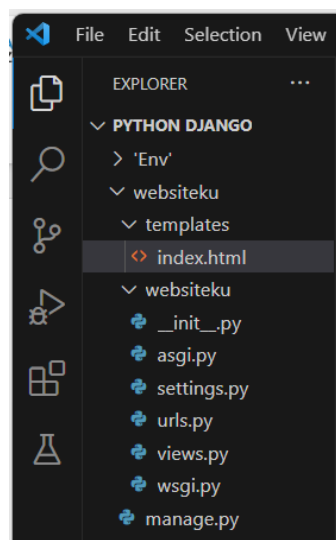 File Edit Selection View
EXPLORER ...
PYTHON DJANGO
'Env'
websiteku
templates
<> index.html
websiteku
__init__.py
asgi.py
settings.py
urls.py
views.py
wsgi.py
manage.py